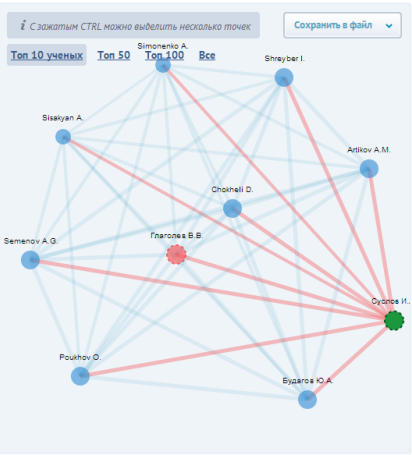 i С зажатым CTRL можно выделить несколько точек
Сохранить в файл
Simonenko A.
Топ 10 ученых Топ 50 Топ 100 Все
Shreyber I.
Sisakyan A.
Artikov A.M.
Chokheli D.
Глаголев В.В.
Semenov A.G.
Суслов И..
Poukhov O.
Будагов Ю.А.